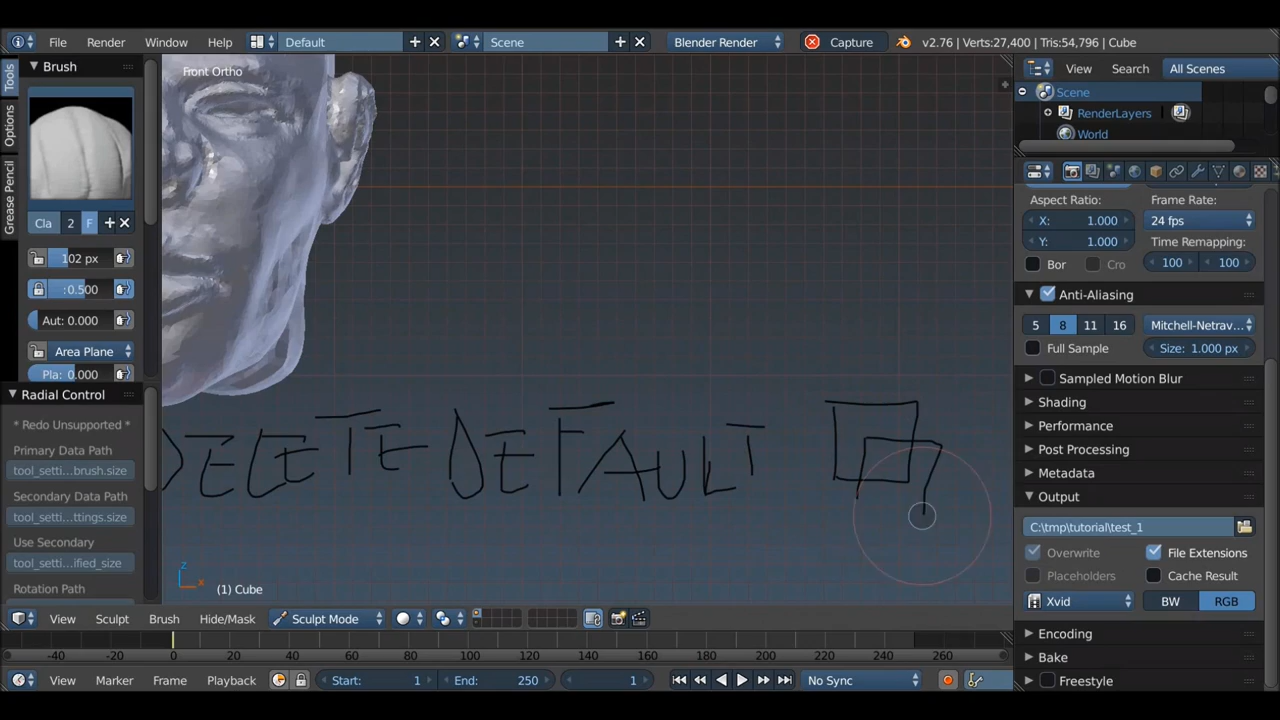 File Render Window Help Default Scene Blender Render Capture v2.76 | Verts:27,400 | Tris:54,796 | Cube
Tools
Options
Grease Pencil
Brush
Cla 2 F
102 px
:0.500
Aut: 0.000
Area Plane
Pla: 0.000
Radial Control
* Redo Unsupported *
Primary Data Path
tool_setti...brush.size
Secondary Data Path
tool_setti...ttings.size
Use Secondary
tool_setti...ified_size
Rotation Path
Front Ortho
DELETE DEFAULT
z
x
(1) Cube
View Sculpt Brush Hide/Mask Sculpt Mode
-40 -20 0 20 40 60 80 100 120 140 160 180 200 220 240 260
View Marker Frame Playback Start: 1 End: 250 1 No Sync
View Search All Scenes
Scene
RenderLayers
World
Aspect Ratio: Frame Rate:
X: 1.000 24 fps
Y: 1.000 Time Remapping:
Bor Cro 100 100
Anti-Aliasing
5 8 11 16 Mitchell-Netrav...
Full Sample Size: 1.000 px
Sampled Motion Blur
Shading
Performance
Post Processing
Metadata
Output
C:\tmp\tutorial\test_1
Overwrite File Extensions
Placeholders Cache Result
Xvid BW RGB
Encoding
Bake
Freestyle